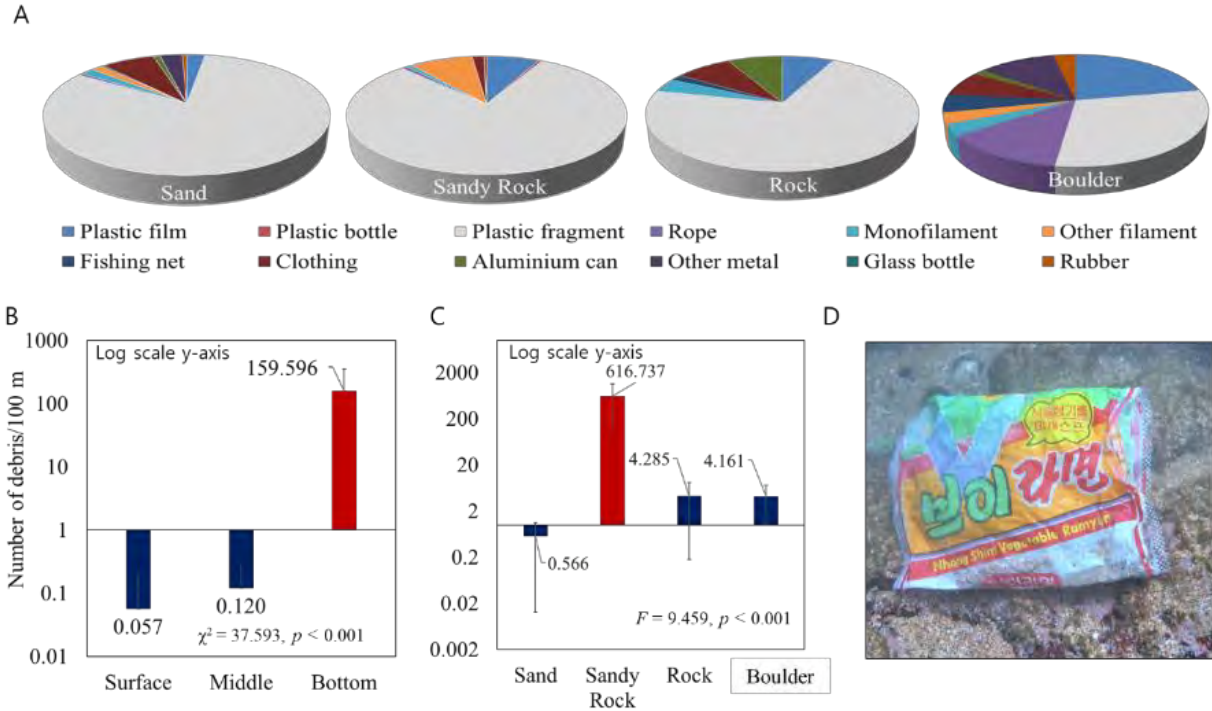 A
Sand
Sandy Rock
Rock
Boulder
Plastic film
Plastic bottle
Plastic fragment
Rope
Monofilament
Other filament
Fishing net
Clothing
Aluminium can
Other metal
Glass bottle
Rubber
B
Number of debris/100 m
1000
100
10
1
0.1
0.01
Log scale y-axis
159.596
0.057
0.120
χ² = 37.593, p < 0.001
Surface
Middle
Bottom
C
2000
200
20
2
0.2
0.02
0.002
Log scale y-axis
616.737
4.285
4.161
0.566
F = 9.459, p < 0.001
Sand
Sandy
Rock
Rock
Boulder
D
Nhong Shim Vegetable Ramyun